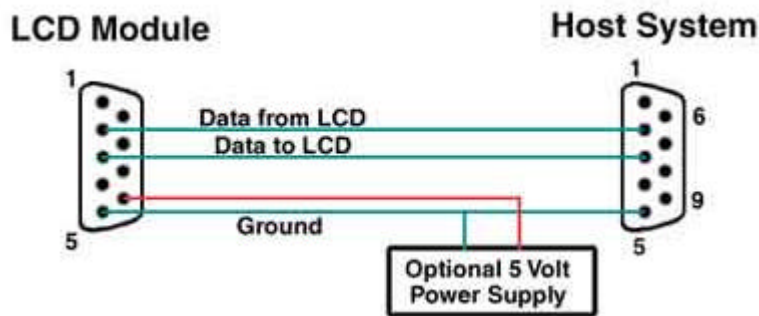 LCD Module
Host System
1
1
Data from LCD
6
Data to LCD
9
5
Ground
5
Optional 5 Volt
Power Supply